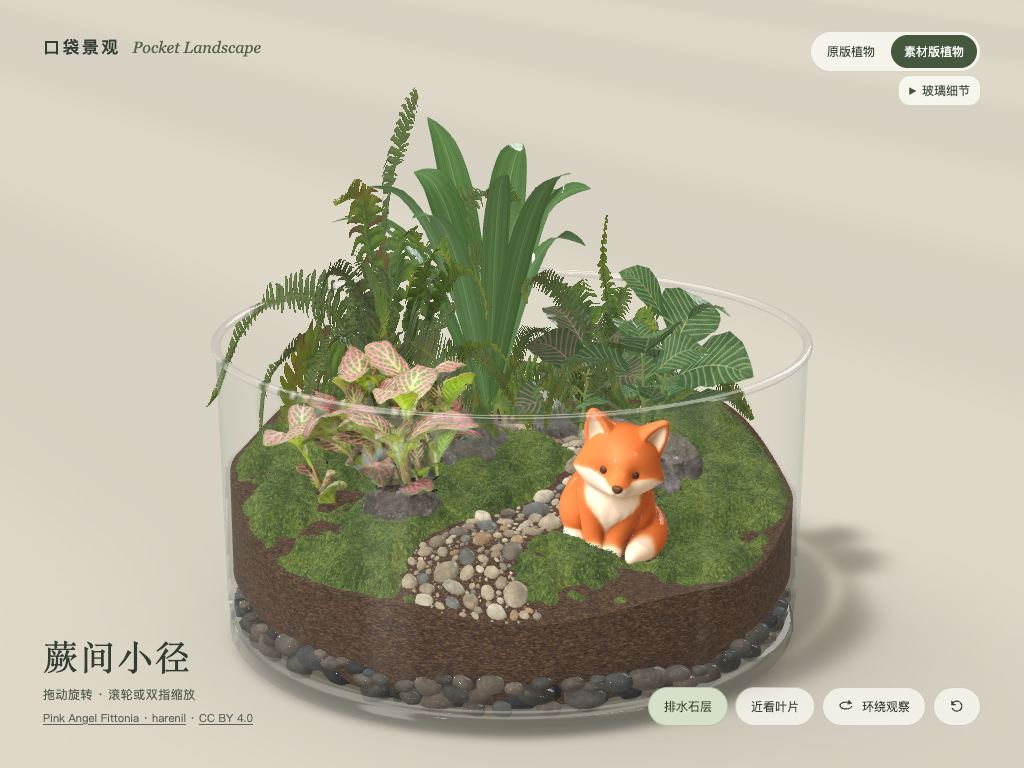 口袋景观 Pocket Landscape
原版植物 素材版植物
▶ 玻璃细节
蕨间小径
拖动旋转 · 滚轮或双指缩放
Pink Angel Fittonia · harenil · CC BY 4.0
排水石层 近看叶片 环绕观察